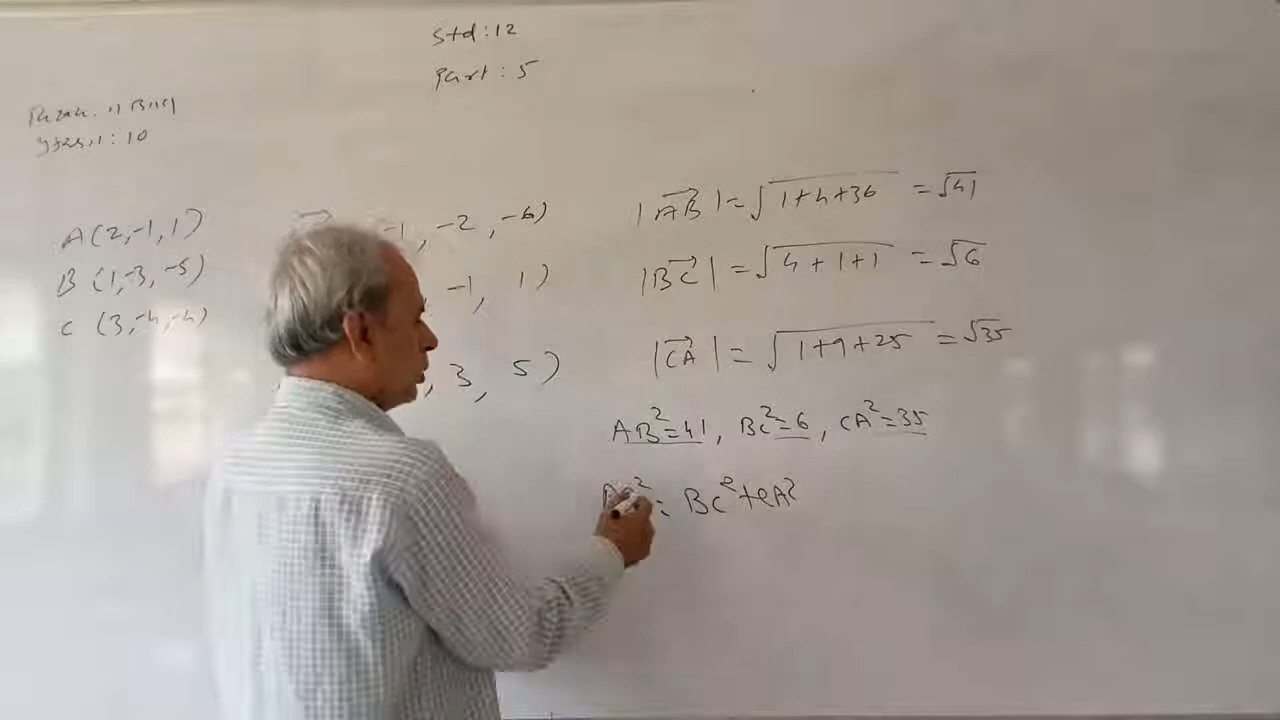 Std : 12
Part : 5
: 10
A(2,-1,1)
B (1,-3,-5)
C (3,-4,-4)
-1, -2, -6)
, -1, 1)
, 3, 5)
|AB| = √1+4+36 = √41
|BC| = √4+1+1 = √6
|CA| = √1+9+25 = √35
AB²=41, BC²=6, CA²=35
² = BC²+CA²